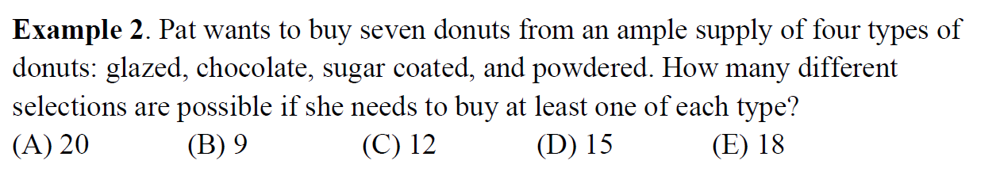 Example 2. Pat wants to buy seven donuts from an ample supply of four types of
donuts: glazed, chocolate, sugar coated, and powdered. How many different
selections are possible if she needs to buy at least one of each type?
(A) 20 (B) 9 (C) 12 (D) 15 (E) 18